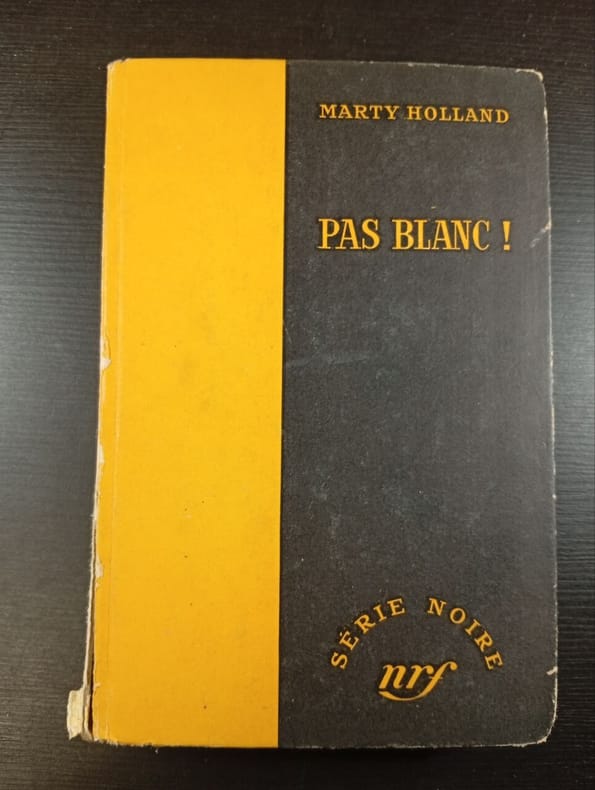 MARTY HOLLAND
PAS BLANC !
SÉRIE NOIRE
nrf